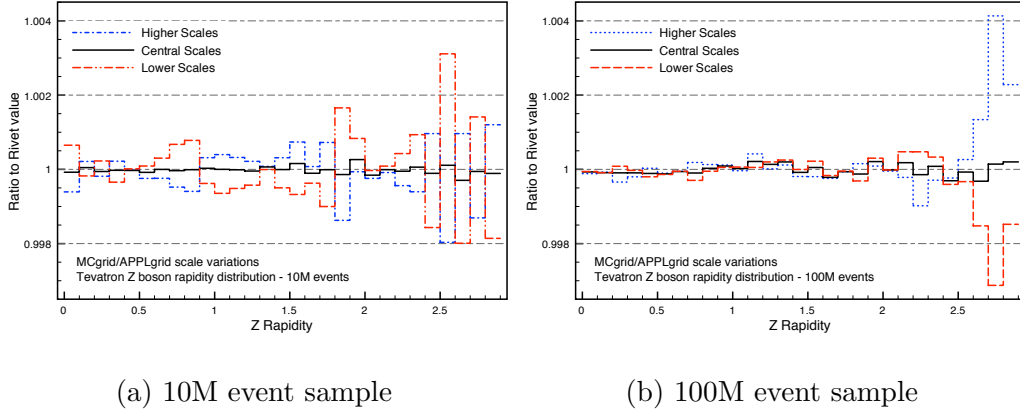 1.004
1.002
1
0.998
Ratio to Rivet value
Higher Scales
Central Scales
Lower Scales
MCgrid/APPLgrid scale variations
Tevatron Z boson rapidity distribution - 10M events
0
0.5
1
1.5
2
2.5
Z Rapidity
(a) 10M event sample
1.004
1.002
1
0.998
Ratio to Rivet value
Higher Scales
Central Scales
Lower Scales
MCgrid/APPLgrid scale variations
Tevatron Z boson rapidity distribution - 100M events
0
0.5
1
1.5
2
2.5
Z Rapidity
(b) 100M event sample